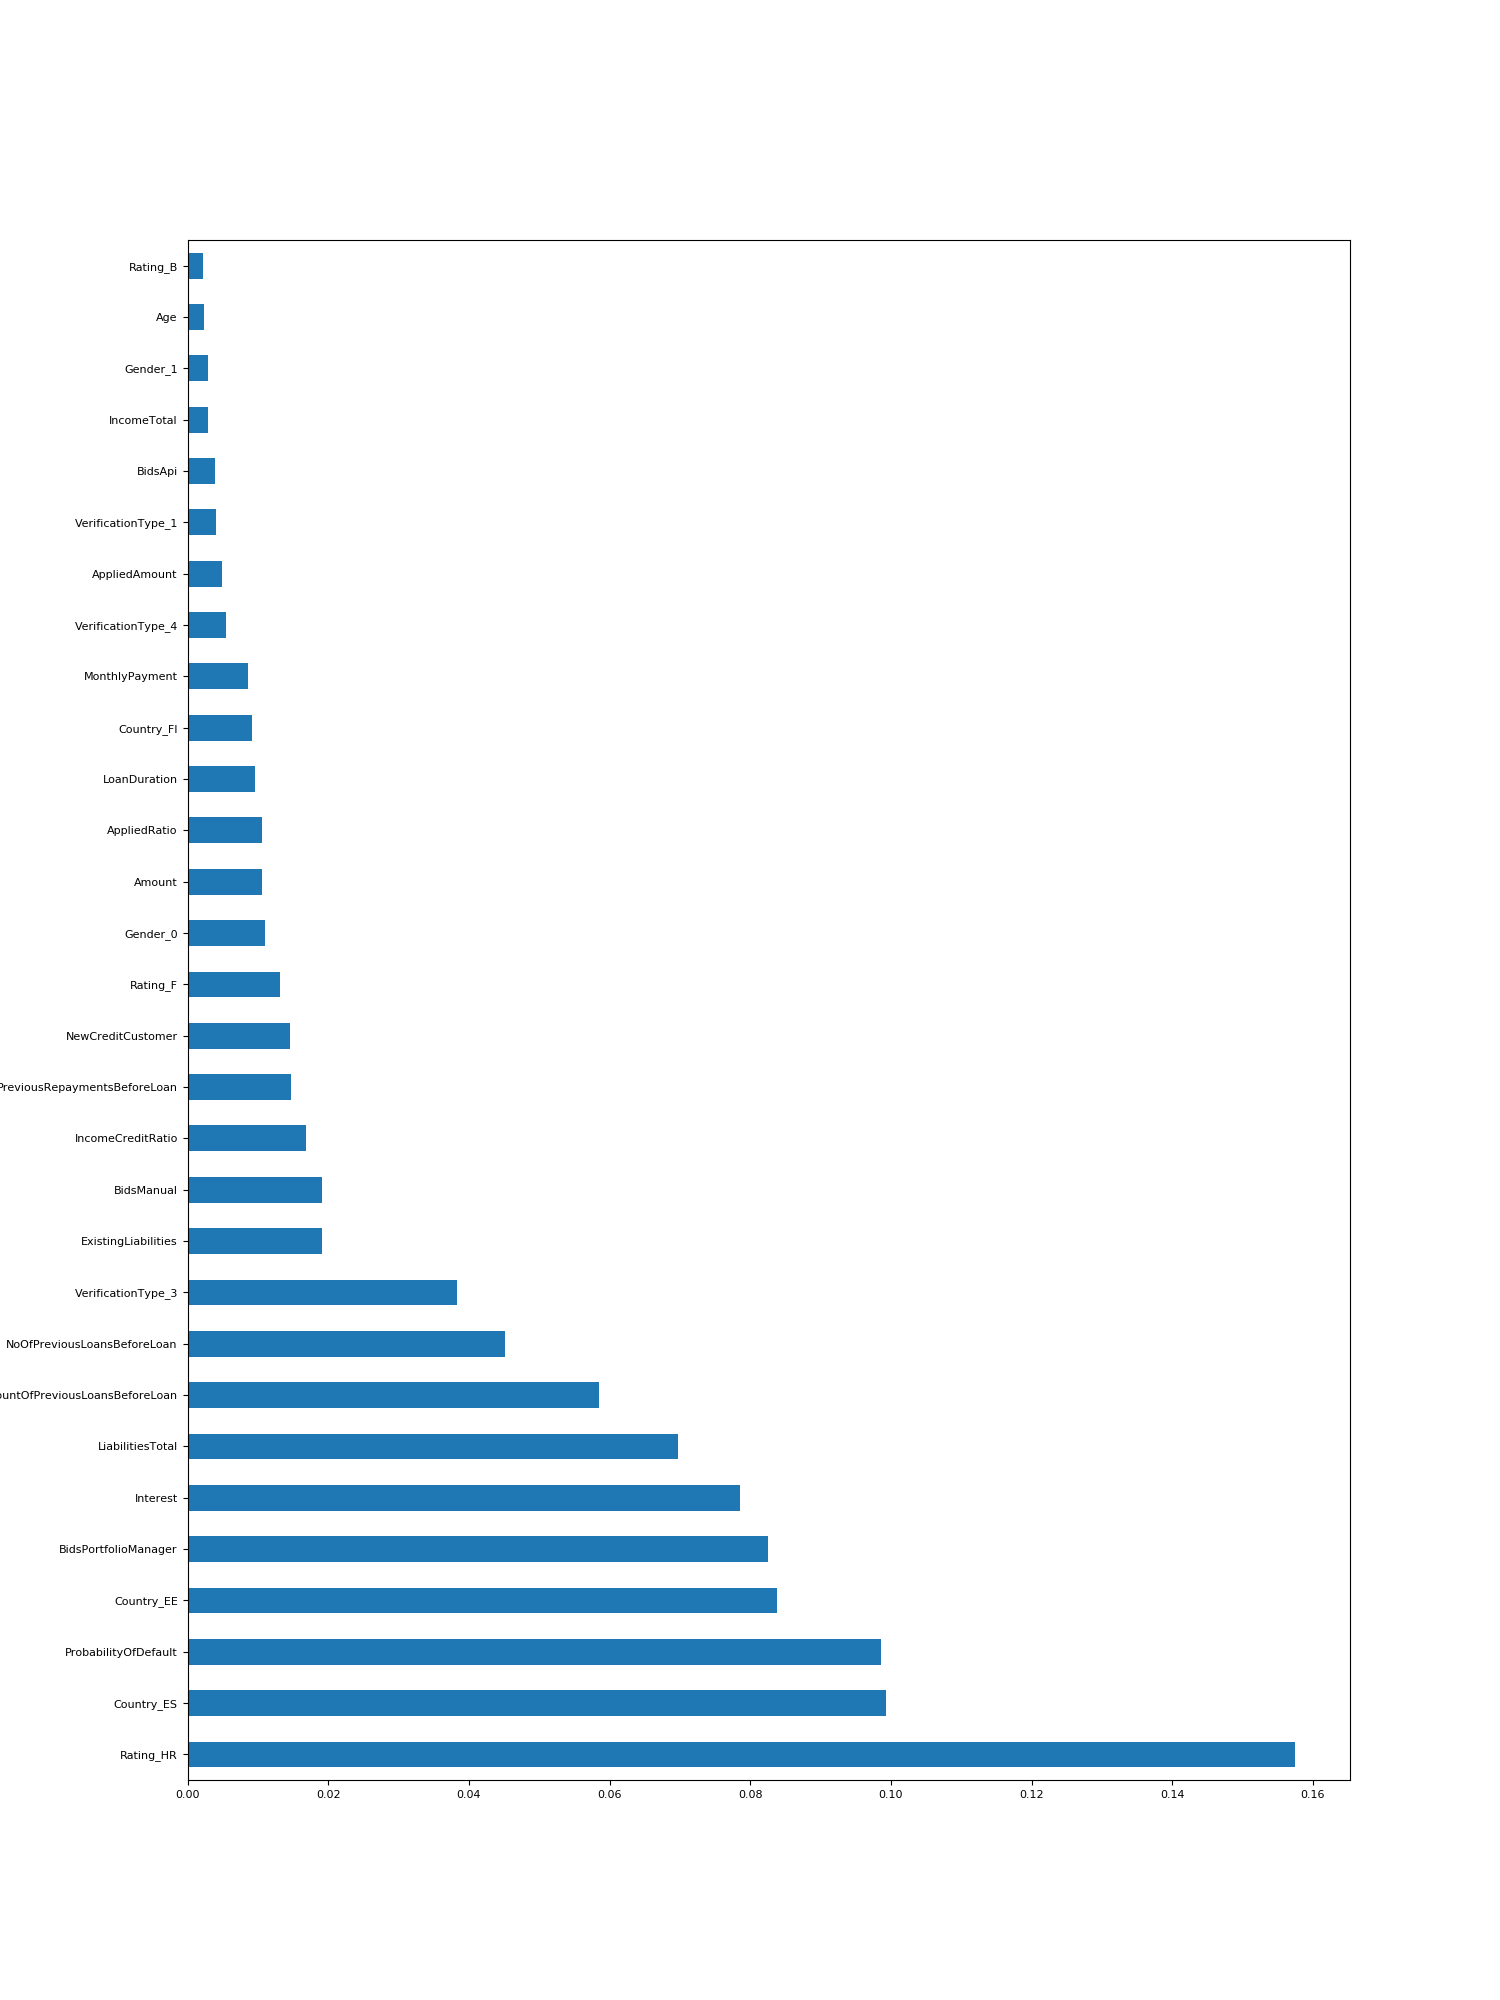 Rating_B
Age
Gender_1
IncomeTotal
BidsApi
VerificationType_1
AppliedAmount
VerificationType_4
MonthlyPayment
Country_FI
LoanDuration
AppliedRatio
Amount
Gender_0
Rating_F
NewCreditCustomer
PreviousRepaymentsBeforeLoan
IncomeCreditRatio
BidsManual
ExistingLiabilities
VerificationType_3
NoOfPreviousLoansBeforeLoan
ountOfPreviousLoansBeforeLoan
LiabilitiesTotal
Interest
BidsPortfolioManager
Country_EE
ProbabilityOfDefault
Country_ES
Rating_HR
0.00 0.02 0.04 0.06 0.08 0.10 0.12 0.14 0.16